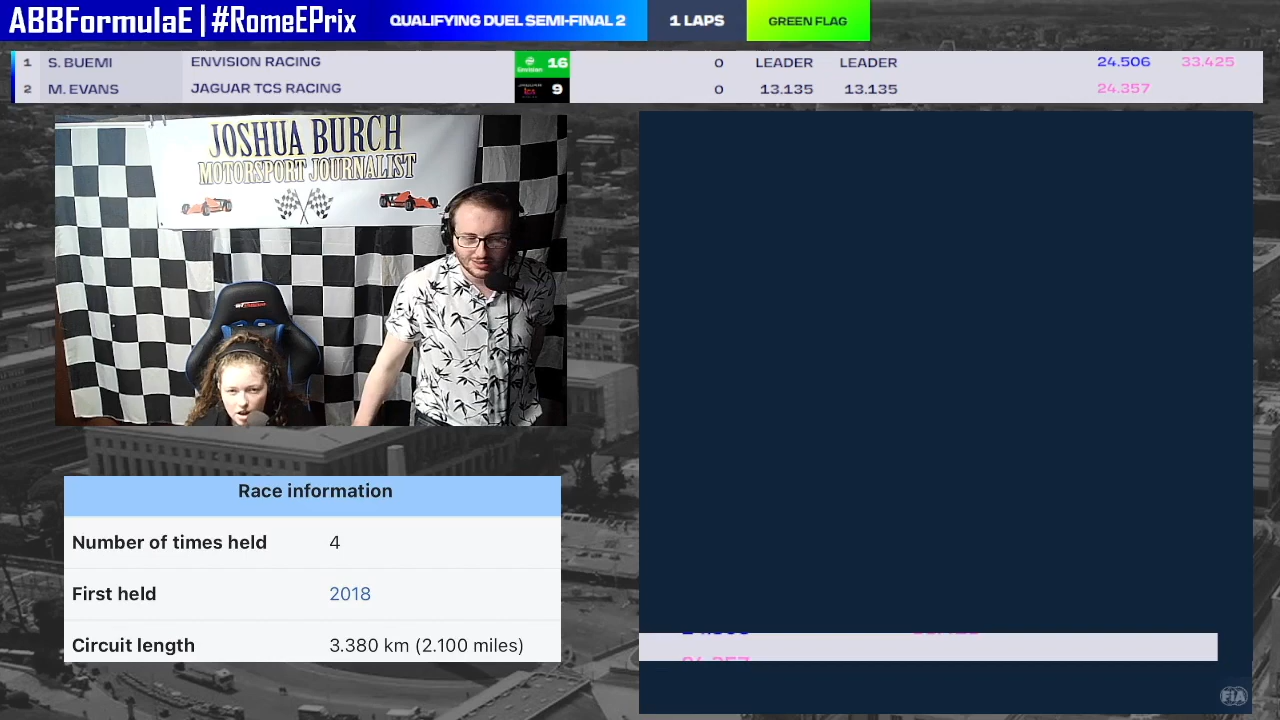 ABBFormulaE | #RomeEPrix
QUALIFYING DUEL SEMI-FINAL 2
1 LAPS
GREEN FLAG
1 S. BUEMI ENVISION RACING Envision 16 0 LEADER LEADER 24.506 33.425
2 M. EVANS JAGUAR TCS RACING 9 0 13.135 13.135 24.357
JOSHUA BURCH
MOTORSPORT JOURNALIST
Race information
Number of times held 4
First held 2018
Circuit length 3.380 km (2.100 miles)
FIA